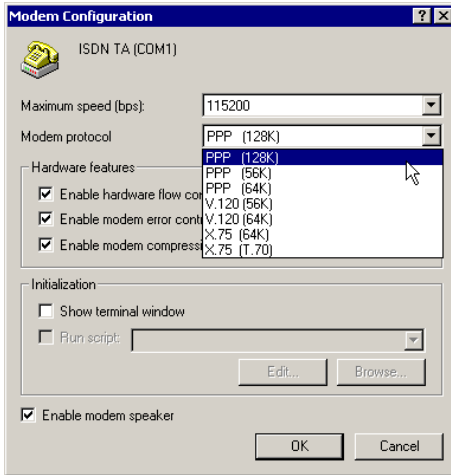 Modem Configuration
ISDN TA (COM1)
Maximum speed (bps):
115200
Modem protocol
PPP (128K)
PPP (128K)
PPP (56K)
PPP (64K)
V.120 (56K)
V.120 (64K)
X.75 (64K)
X.75 (T.70)
Hardware features
Enable hardware flow co
Enable modem error cont
Enable modem compress
Initialization
Show terminal window
Run script:
Edit...
Browse...
Enable modem speaker
OK
Cancel